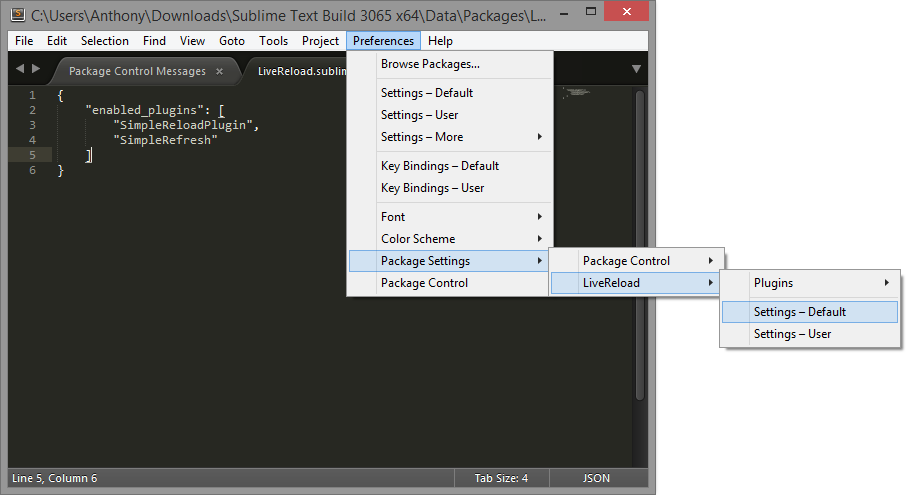 C:\Users\Anthony\Downloads\Sublime Text Build 3065 x64\Data\Packages\L...
File Edit Selection Find View Goto Tools Project Preferences Help
Package Control Messages × LiveReload.sublim
1 {
2 "enabled_plugins": [
3 "SimpleReloadPlugin",
4 "SimpleRefresh"
5 ]
6 }
Browse Packages...
Settings – Default
Settings – User
Settings – More
Key Bindings – Default
Key Bindings – User
Font
Color Scheme
Package Settings
Package Control
Package Control
LiveReload
Plugins
Settings – Default
Settings – User
Line 5, Column 6 Tab Size: 4 JSON